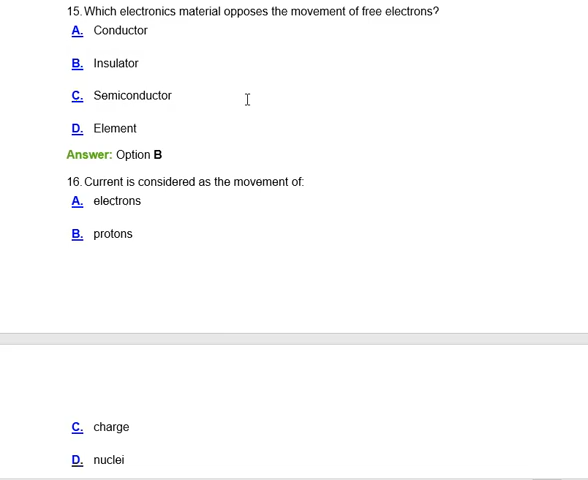 15. Which electronics material opposes the movement of free electrons?
A. Conductor
B. Insulator
C. Semiconductor
D. Element
Answer: Option B
16. Current is considered as the movement of:
A. electrons
B. protons
C. charge
D. nuclei